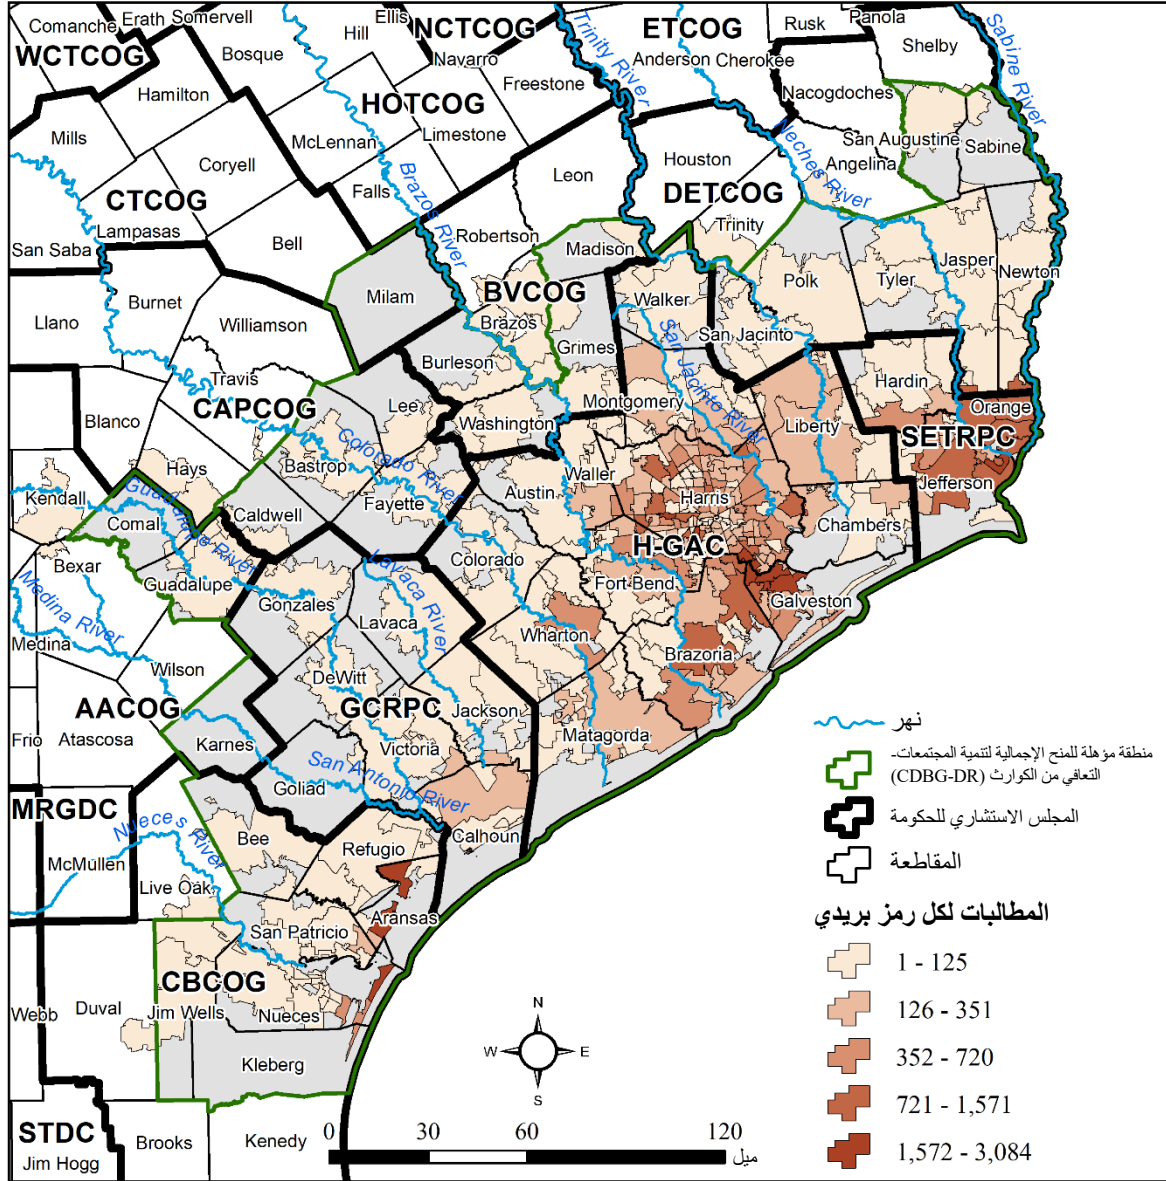 Comanche
Erath
Somervell
Ellis
Hill
NCTCOG
Navarro
ETCOG
Rusk
Panola
Shelby
WCTCOG
Bosque
Hamilton
Freestone
Anderson
Cherokee
Trinity River
Sabine River
HOTCOG
Nacogdoches
Mills
Limestone
McLennan
Coryell
Houston
Neches River
San Augustine
Sabine
Angelina
Leon
Falls
Brazos River
CTCOG
Lampasas
DETCOG
Trinity
Bell
Robertson
Madison
San Saba
Jasper
Newton
Burnet
Milam
BVCOG
Walker
Polk
Tyler
Llano
Williamson
Brazos
San Jacinto
Grimes
San Jacinto River
Burleson
Travis
Hardin
Blanco
CAPCOG
Lee
Montgomery
Orange
Washington
Liberty
SETRPC
Colorado River
Hays
Bastrop
Waller
Jefferson
Kendall
Guadalupe River
Austin
Harris
Comal
Caldwell
Fayette
Chambers
H-GAC
Bexar
Colorado
Lavaca River
Guadalupe
Fort Bend
Galveston
Medina River
Gonzales
Lavaca
Wharton
Medina
Brazoria
Wilson
DeWitt
AACOG
GCRPC
Jackson
Frio
Atascosa
Karnes
Victoria
Matagorda
San Antonio River
Goliad
MRGDC
Nueces River
Calhoun
Bee
Refugio
McMullen
Live Oak
Aransas
San Patricio
CBCOG
Webb
Duval
Jim Wells
Nueces
Kleberg
STDC
Jim Hogg
Brooks
Kenedy
نهر
منطقة مؤهلة للمنح الإجمالية لتنمية المجتمعات-
التعافي من الكوارث (CDBG-DR)
المجلس الاستشاري للحكومة
المقاطعة
المطالبات لكل رمز بريدي
1 - 125
126 - 351
352 - 720
721 - 1,571
1,572 - 3,084
N
W
E
S
0 30 60 120
ميل